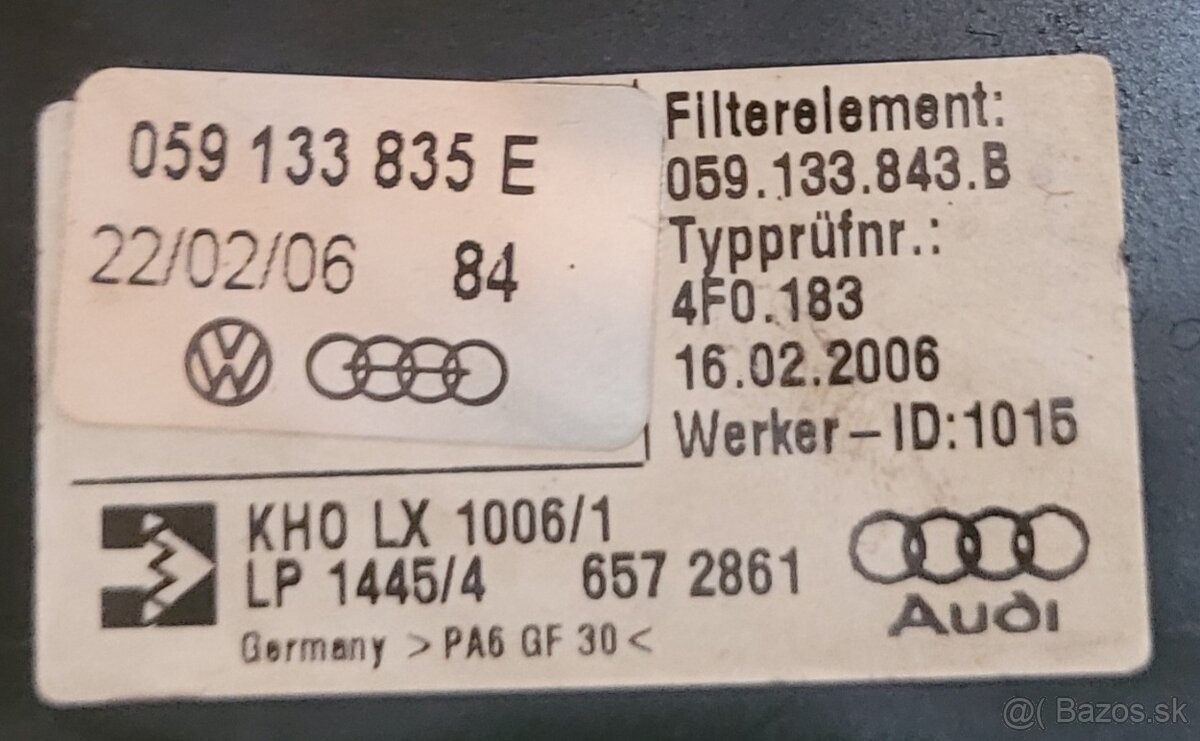 059 133 835 E
22/02/06 84
Filterelement:
059.133.843.B
Typprüfnr.:
4F0.183
16.02.2006
Werker-ID:1015
KHO LX 1006/1
LP 1445/4 657 2861
Germany >PA6 GF 30<
Audi
@( Bazos.sk